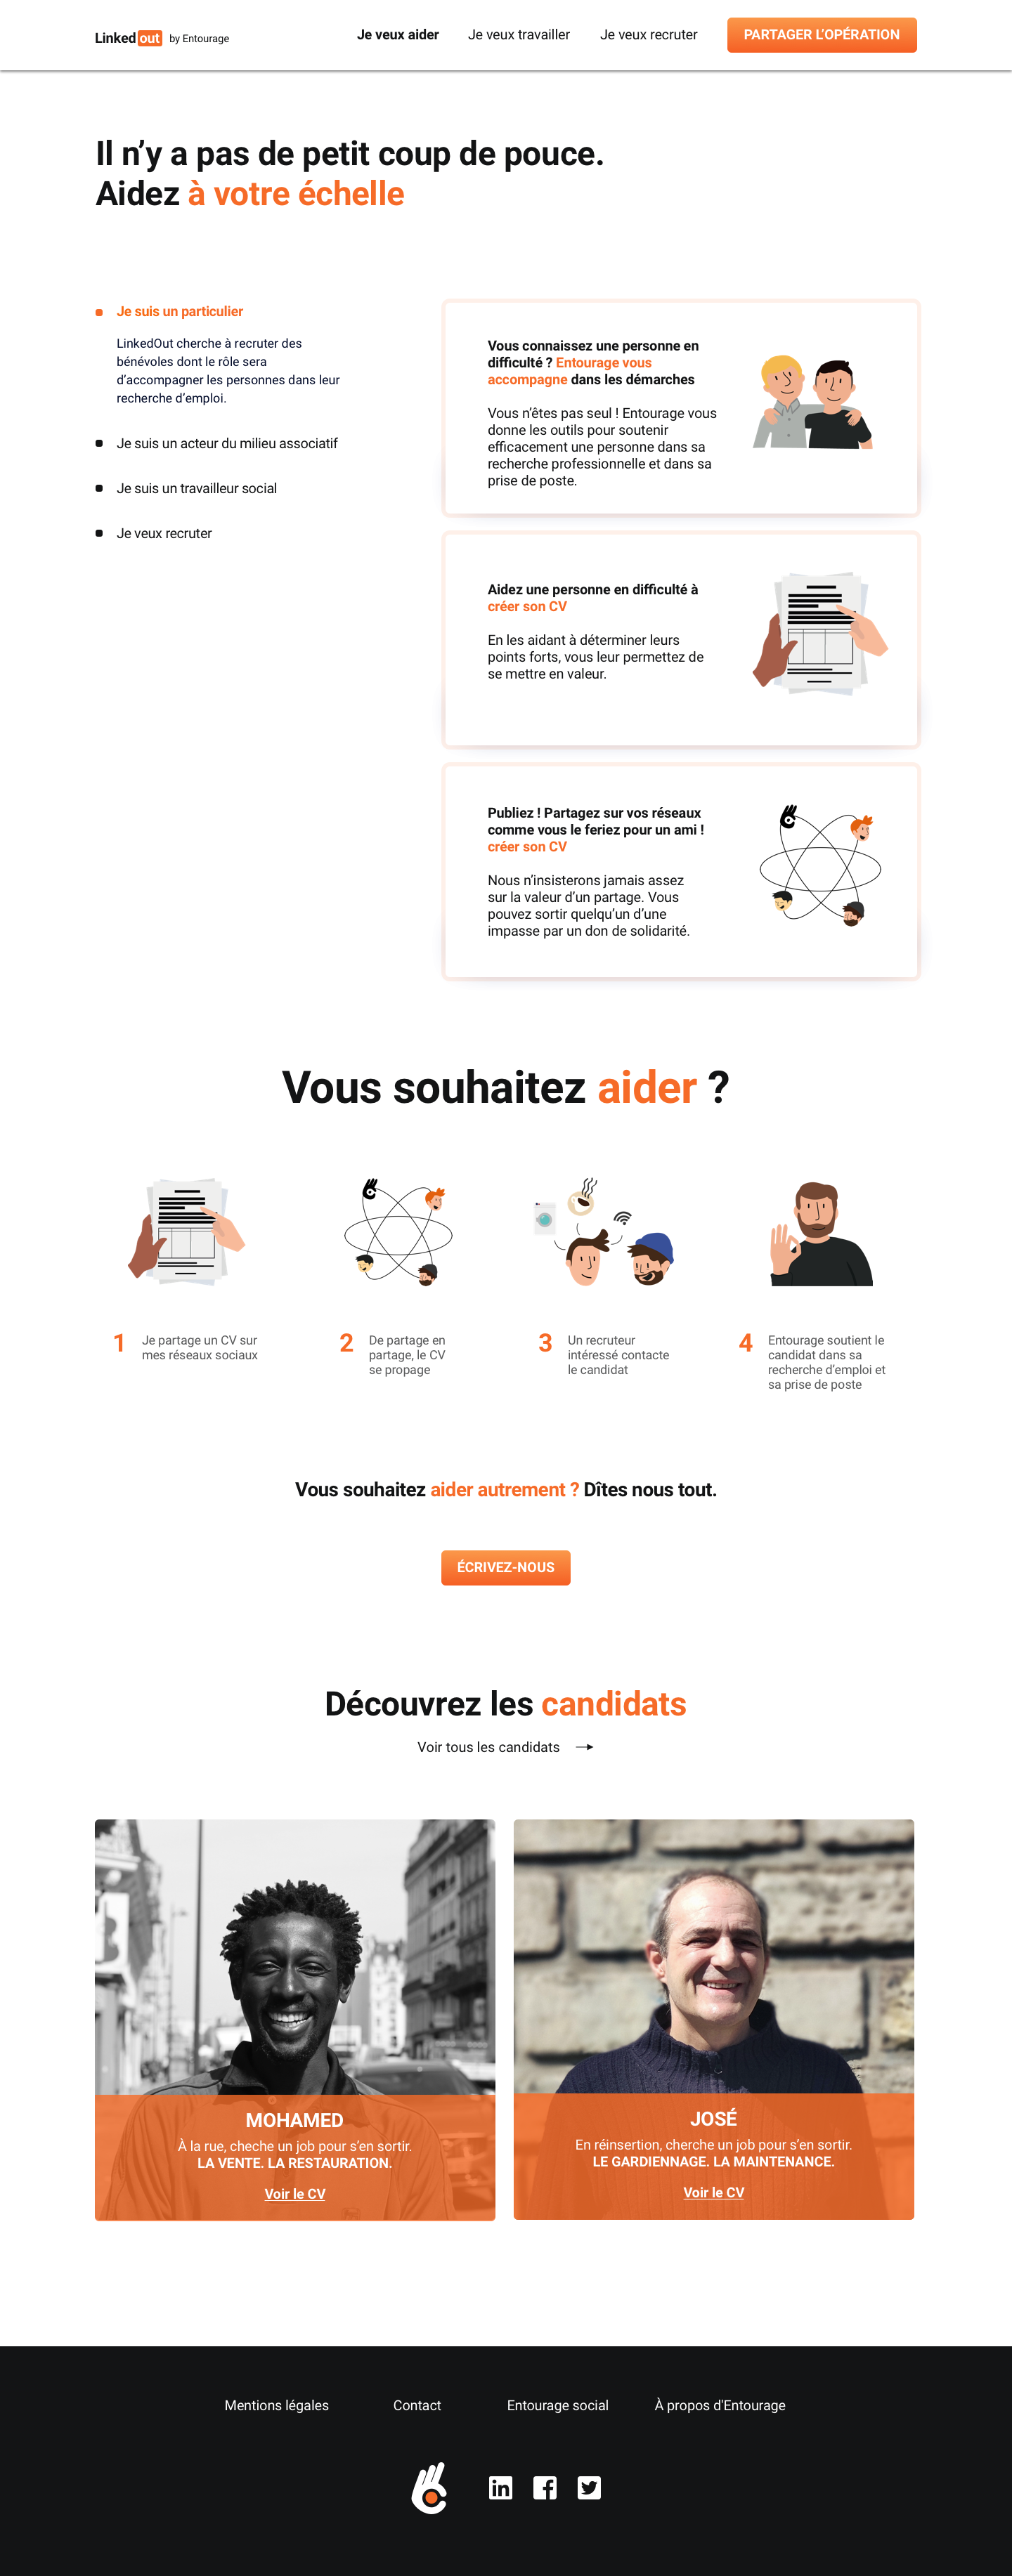 Linked out by Entourage
Je veux aider
Je veux travailler
Je veux recruter
PARTAGER L’OPÉRATION
Il n’y a pas de petit coup de pouce.
Aidez à votre échelle
Je suis un particulier
LinkedOut cherche à recruter des
bénévoles dont le rôle sera
d’accompagner les personnes dans leur
recherche d’emploi.
Je suis un acteur du milieu associatif
Je suis un travailleur social
Je veux recruter
Vous connaissez une personne en
difficulté ? Entourage vous
accompagne dans les démarches
Vous n’êtes pas seul ! Entourage vous
donne les outils pour soutenir
efficacement une personne dans sa
recherche professionnelle et dans sa
prise de poste.
Aidez une personne en difficulté à
créer son CV
En les aidant à déterminer leurs
points forts, vous leur permettez de
se mettre en valeur.
Publiez ! Partagez sur vos réseaux
comme vous le feriez pour un ami !
créer son CV
Nous n’insisterons jamais assez
sur la valeur d’un partage. Vous
pouvez sortir quelqu’un d’une
impasse par un don de solidarité.
Vous souhaitez aider ?
1
Je partage un CV sur
mes réseaux sociaux
2
De partage en
partage, le CV
se propage
3
Un recruteur
intéressé contacte
le candidat
4
Entourage soutient le
candidat dans sa
recherche d’emploi et
sa prise de poste
Vous souhaitez aider autrement ? Dîtes nous tout.
ÉCRIVEZ-NOUS
Découvrez les candidats
Voir tous les candidats
MOHAMED
À la rue, cheche un job pour s’en sortir.
LA VENTE. LA RESTAURATION.
Voir le CV
JOSÉ
En réinsertion, cherche un job pour s’en sortir.
LE GARDIENNAGE. LA MAINTENANCE.
Voir le CV
Mentions légales
Contact
Entourage social
À propos d'Entourage